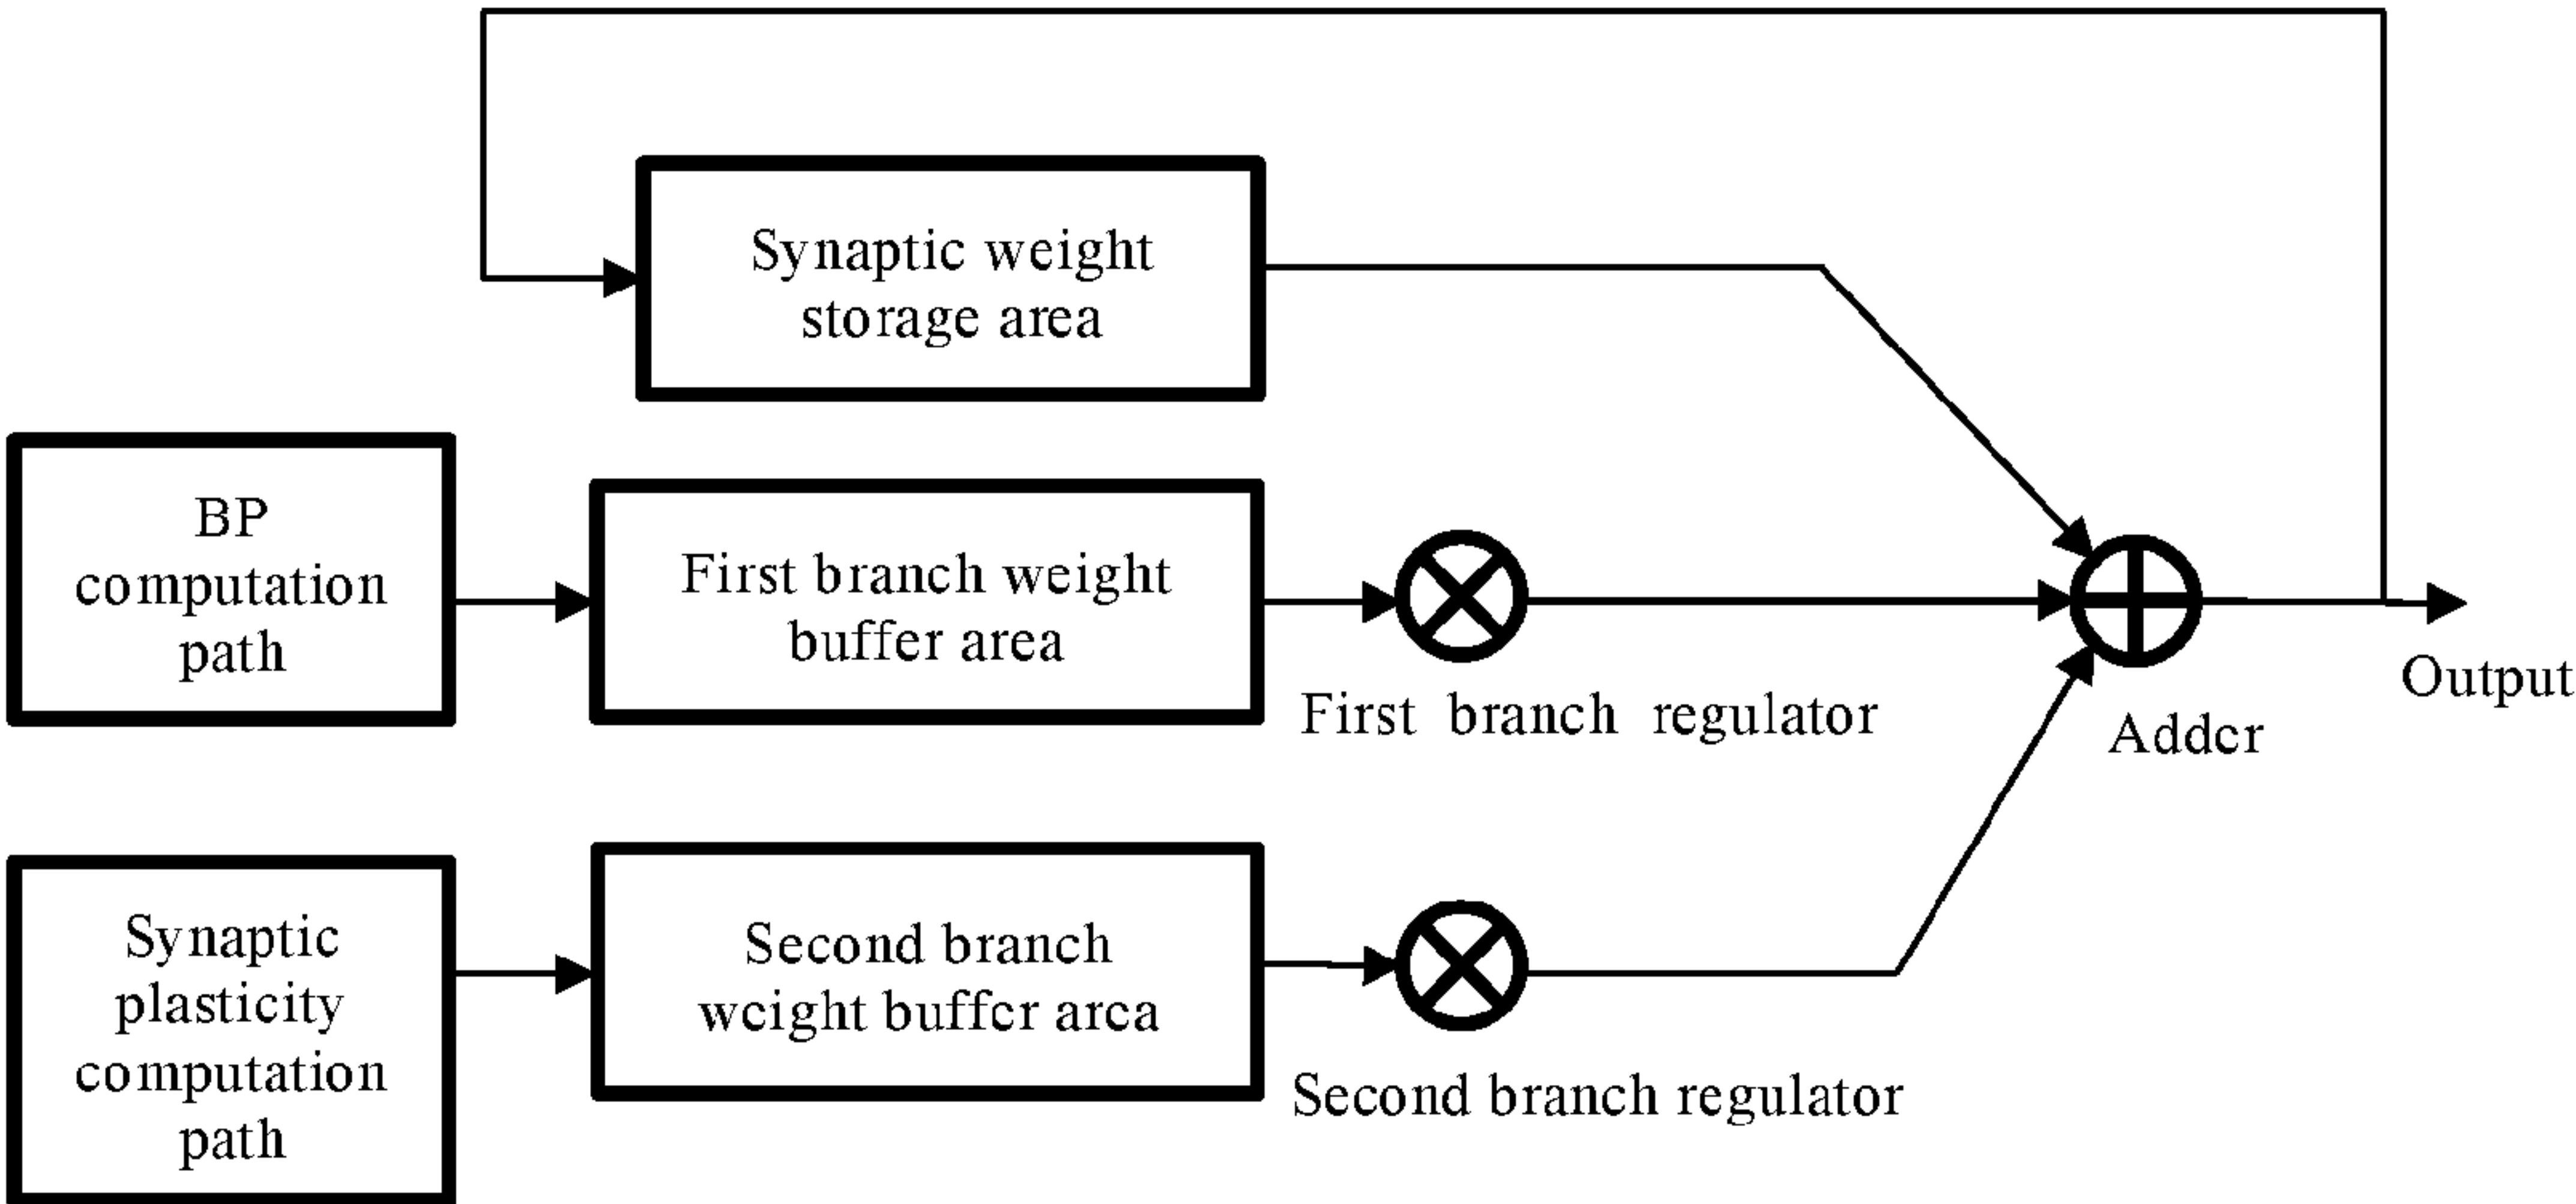 Synaptic weight
storage area
BP
computation
path
First branch weight
buffer area
First branch regulator
Adder
Output
Synaptic
plasticity
computation
path
Second branch
weight buffer area
Second branch regulator